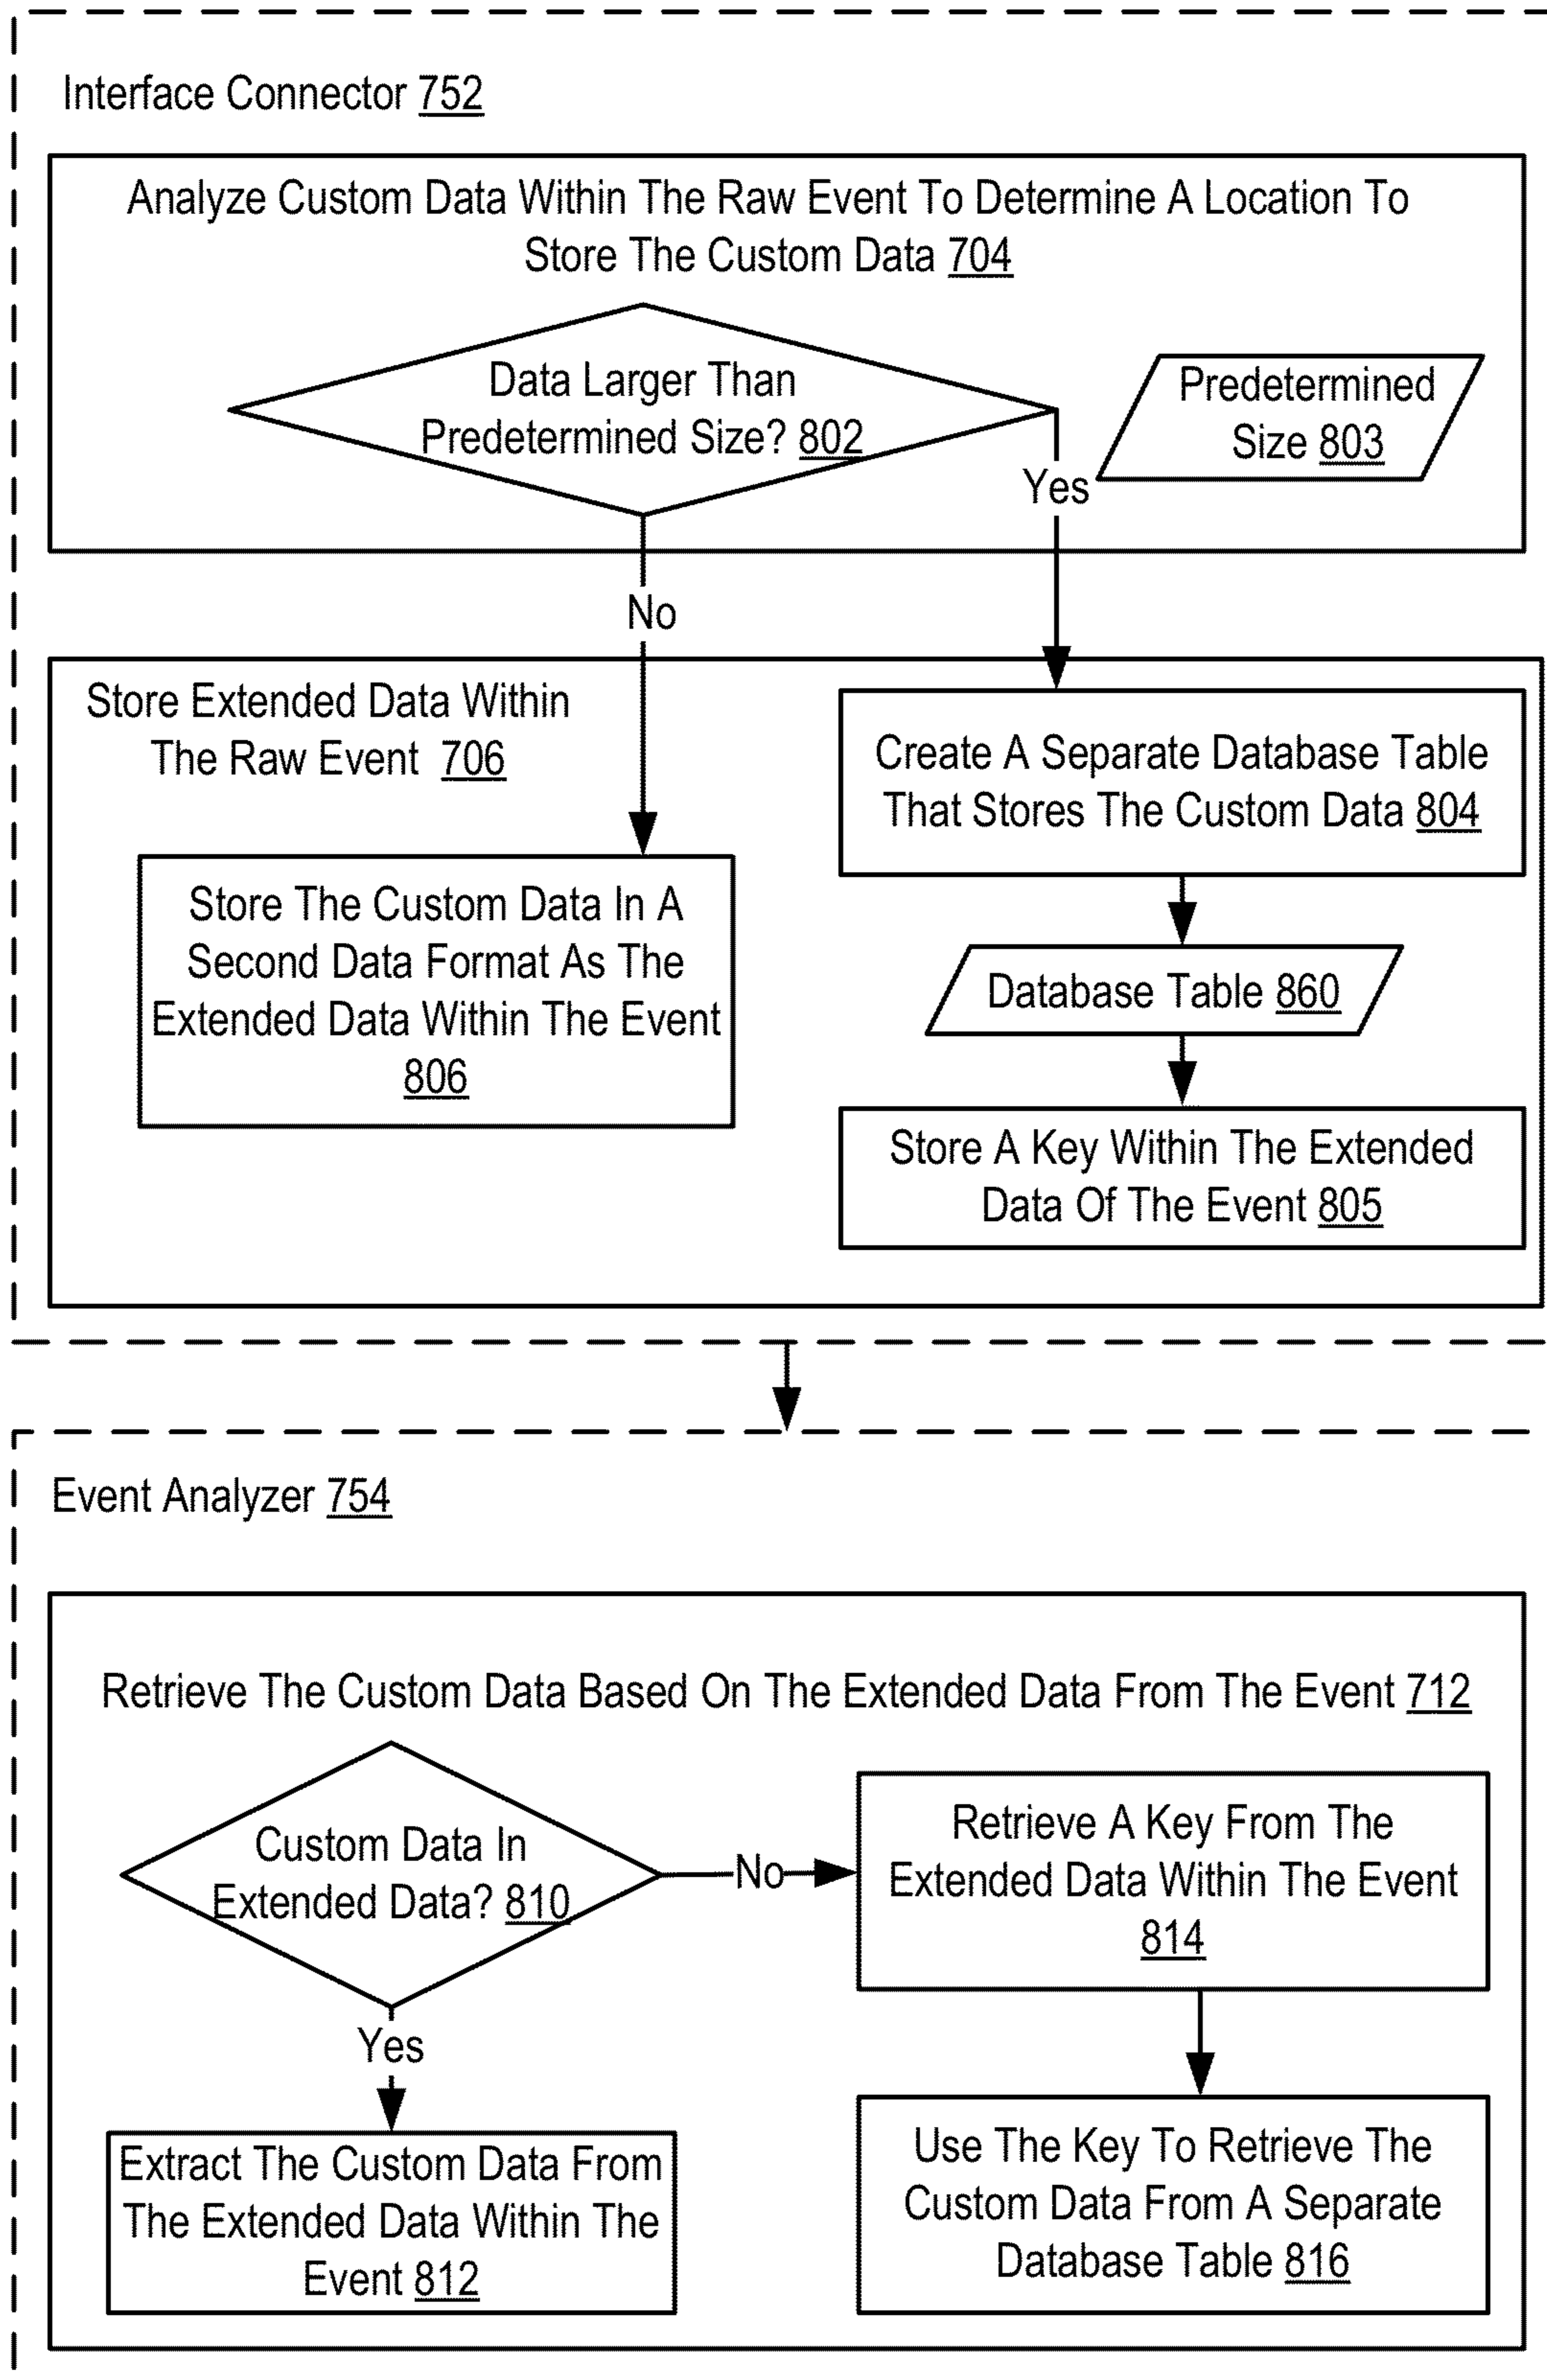 Interface Connector 752
Analyze Custom Data Within The Raw Event To Determine A Location To
Store The Custom Data 704
Data Larger Than
Predetermined Size? 802
Predetermined
Size 803
Yes
No
Store Extended Data Within
The Raw Event 706
Create A Separate Database Table
That Stores The Custom Data 804
Store The Custom Data In A
Second Data Format As The
Extended Data Within The Event
806
Database Table 860
Store A Key Within The Extended
Data Of The Event 805
Event Analyzer 754
Retrieve The Custom Data Based On The Extended Data From The Event 712
Custom Data In
Extended Data? 810
No
Retrieve A Key From The
Extended Data Within The Event
814
Yes
Extract The Custom Data From
The Extended Data Within The
Event 812
Use The Key To Retrieve The
Custom Data From A Separate
Database Table 816